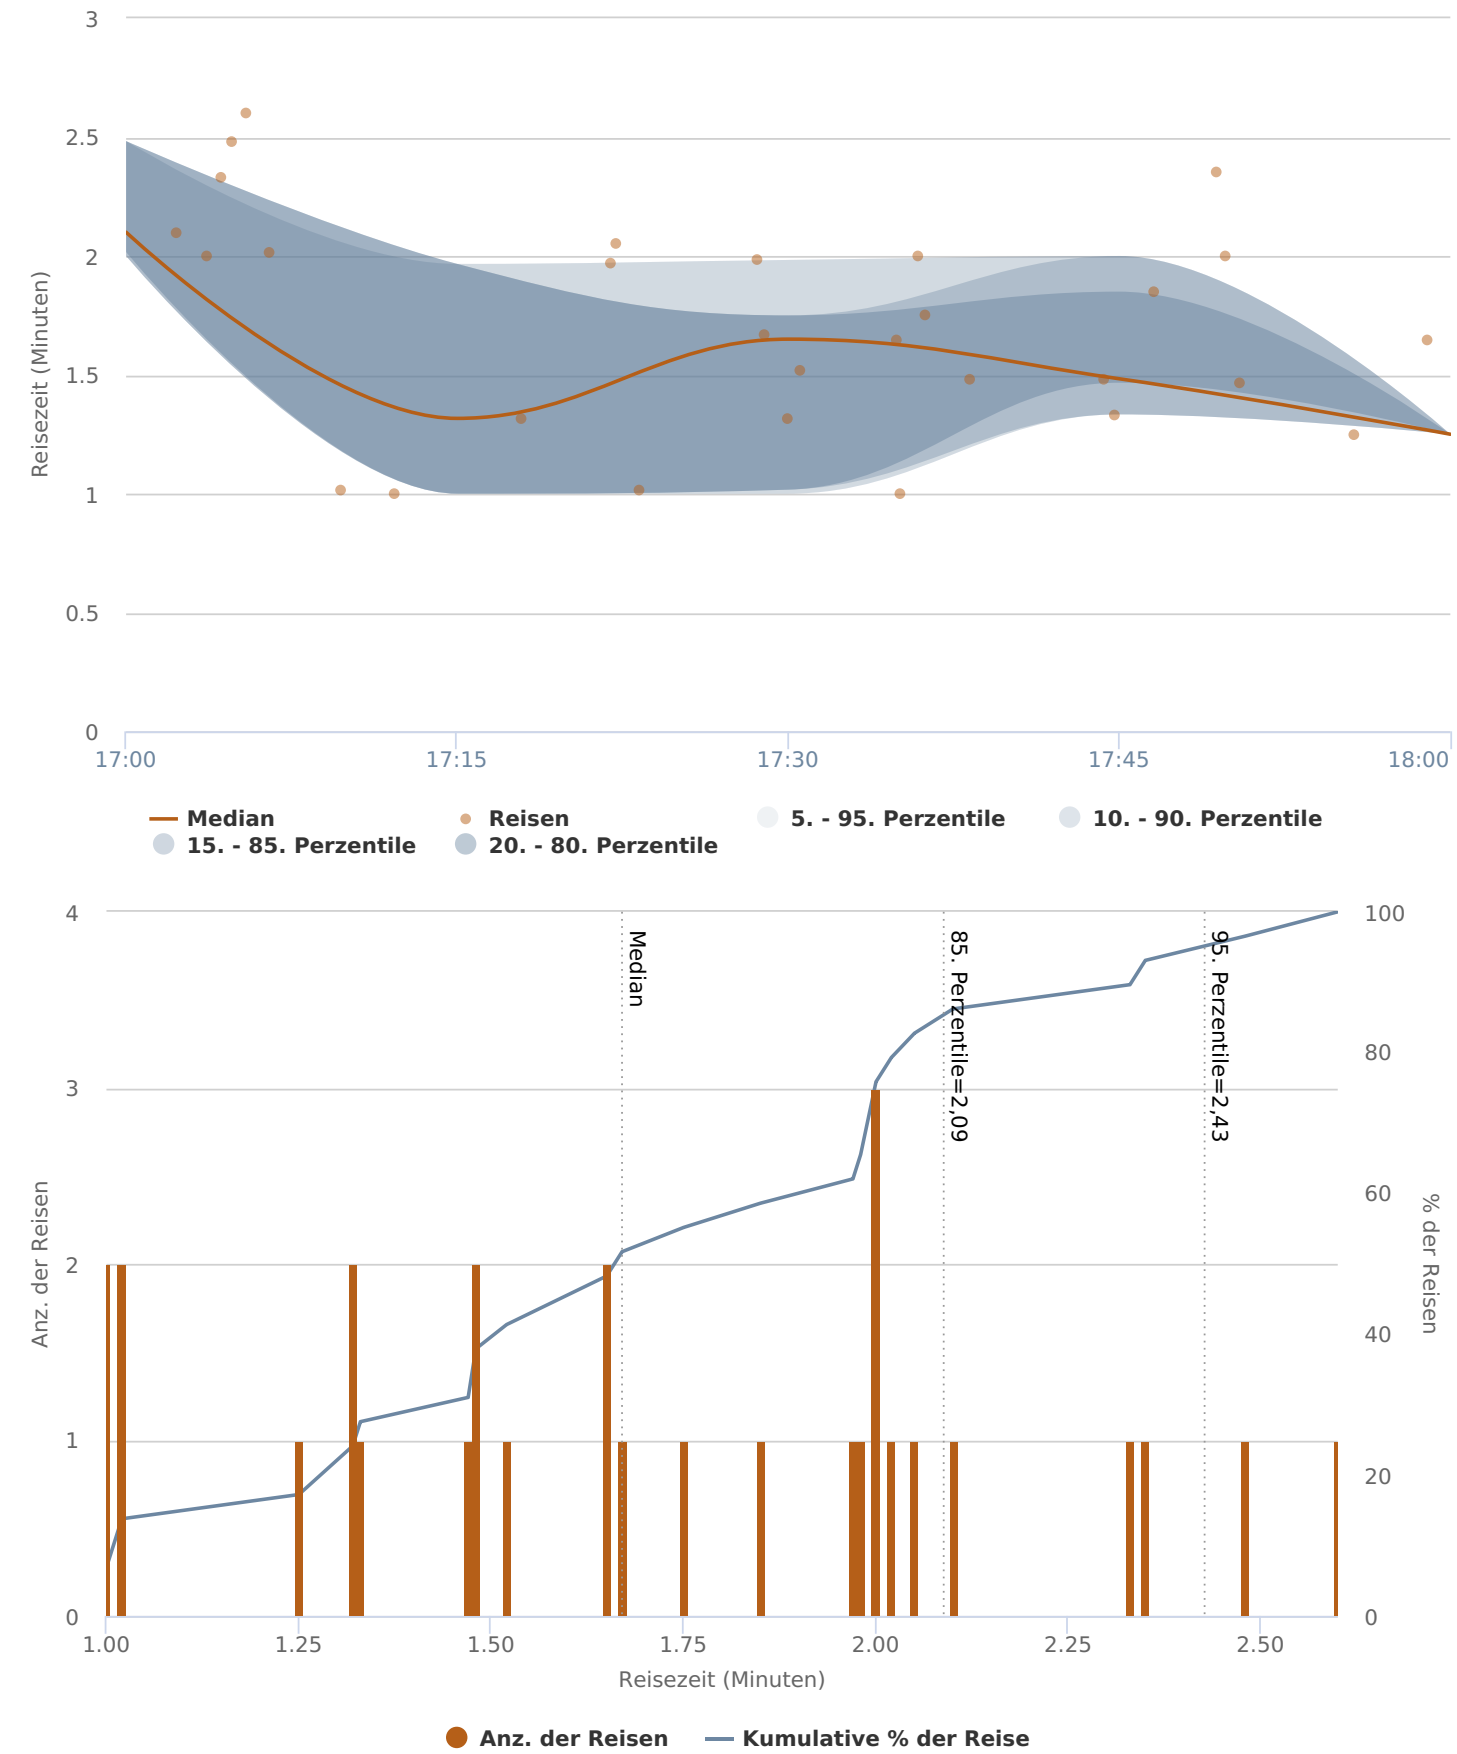 3
2.5
2
1.5
1
0.5
0
Reisezeit (Minuten)
17:00 17:15 17:30 17:45 18:00
Median Reisen 5. - 95. Perzentile 10. - 90. Perzentile
15. - 85. Perzentile 20. - 80. Perzentile
4
3
2
1
0
Anz. der Reisen
Median
85. Perzentile=2,09
95. Perzentile=2,43
100
80
60
40
20
0
% der Reisen
1.00 1.25 1.50 1.75 2.00 2.25 2.50
Reisezeit (Minuten)
Anz. der Reisen Kumulative % der Reise